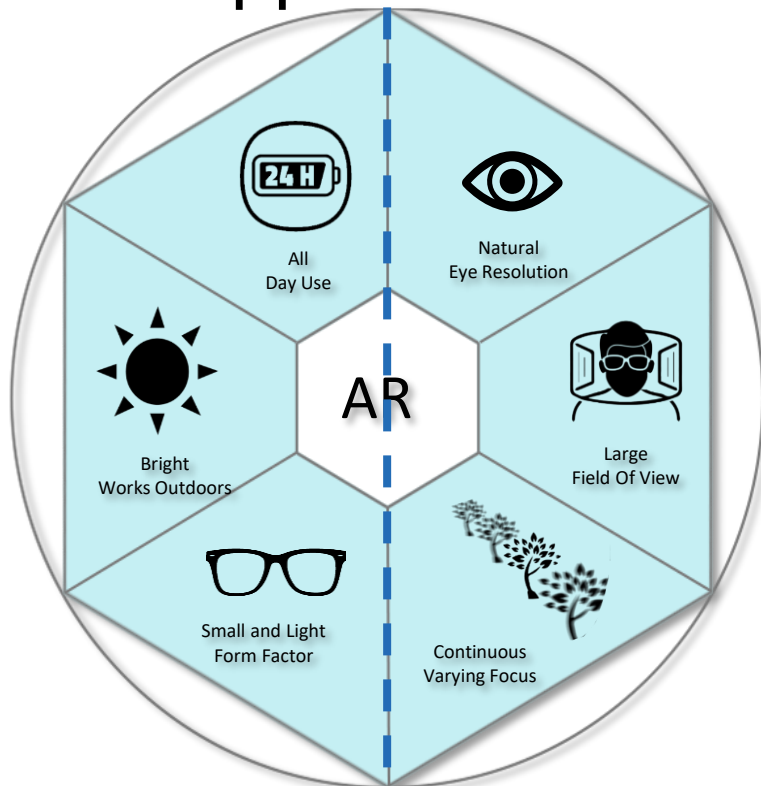 24 H
All
Day Use
Natural
Eye Resolution
AR
Bright
Works Outdoors
Large
Field Of View
Small and Light
Form Factor
Continuous
Varying Focus